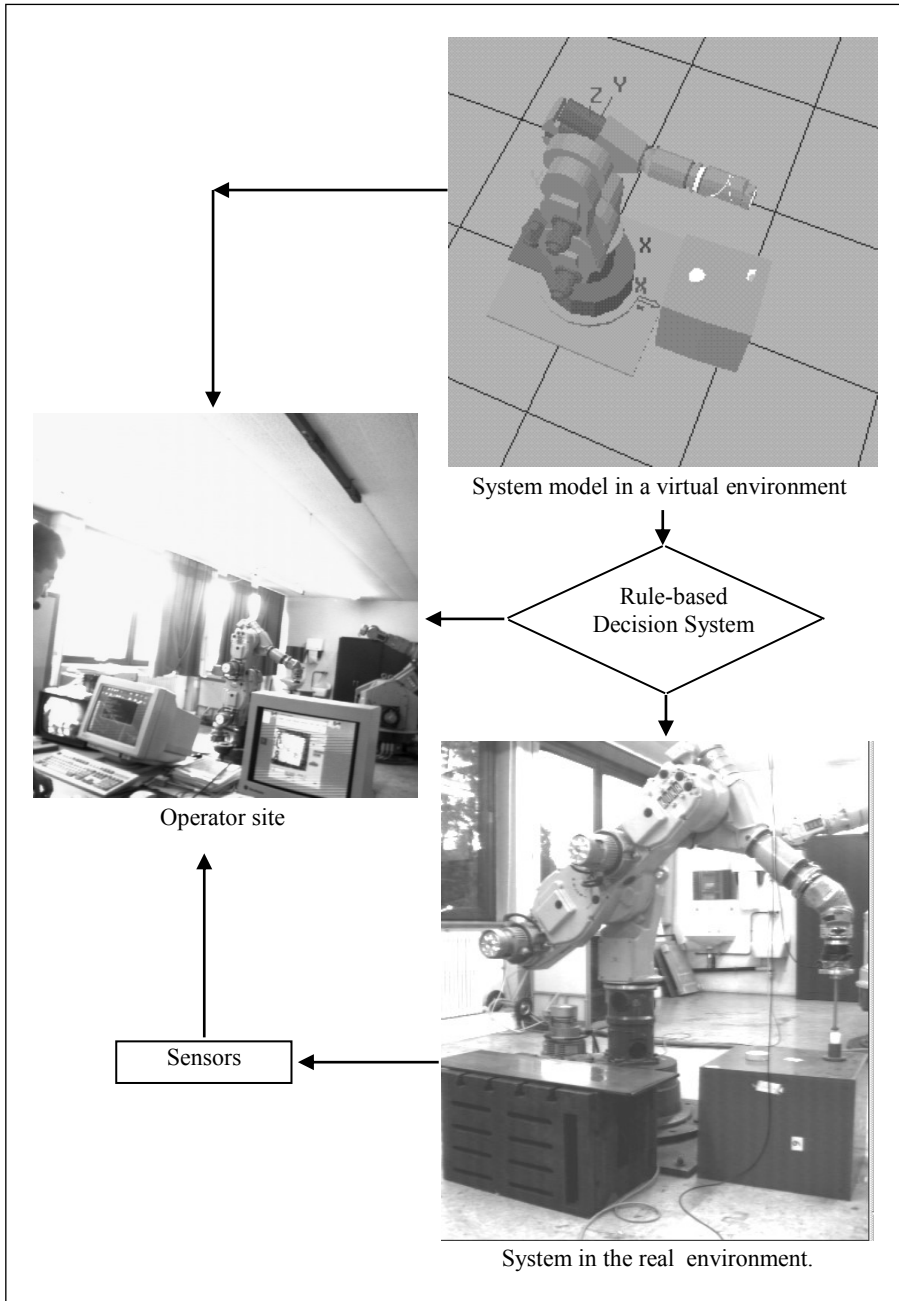 Z Y
X
X
System model in a virtual environment
Rule-based
Decision System
Operator site
Sensors
System in the real environment.